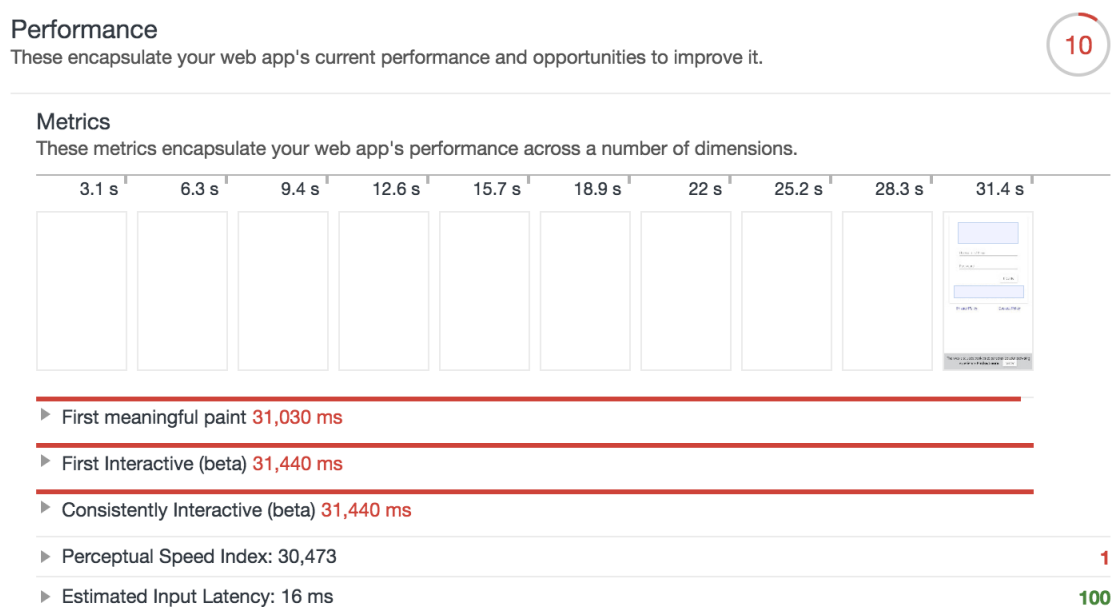 Performance
10
These encapsulate your web app's current performance and opportunities to improve it.
Metrics
These metrics encapsulate your web app's performance across a number of dimensions.
3.1 s 6.3 s 9.4 s 12.6 s 15.7 s 18.9 s 22 s 25.2 s 28.3 s 31.4 s
First meaningful paint 31,030 ms
First Interactive (beta) 31,440 ms
Consistently Interactive (beta) 31,440 ms
Perceptual Speed Index: 30,473 1
Estimated Input Latency: 16 ms 100